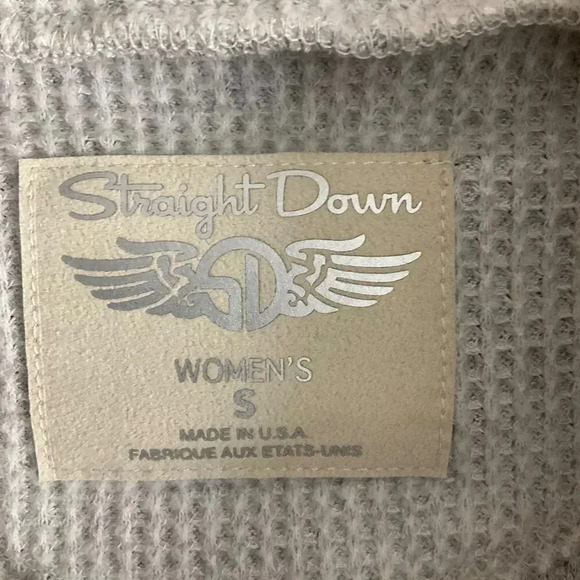 Straight Down
SD
WOMEN'S
S
MADE IN U.S.A.
FABRIQUE AUX ETATS-UNIS